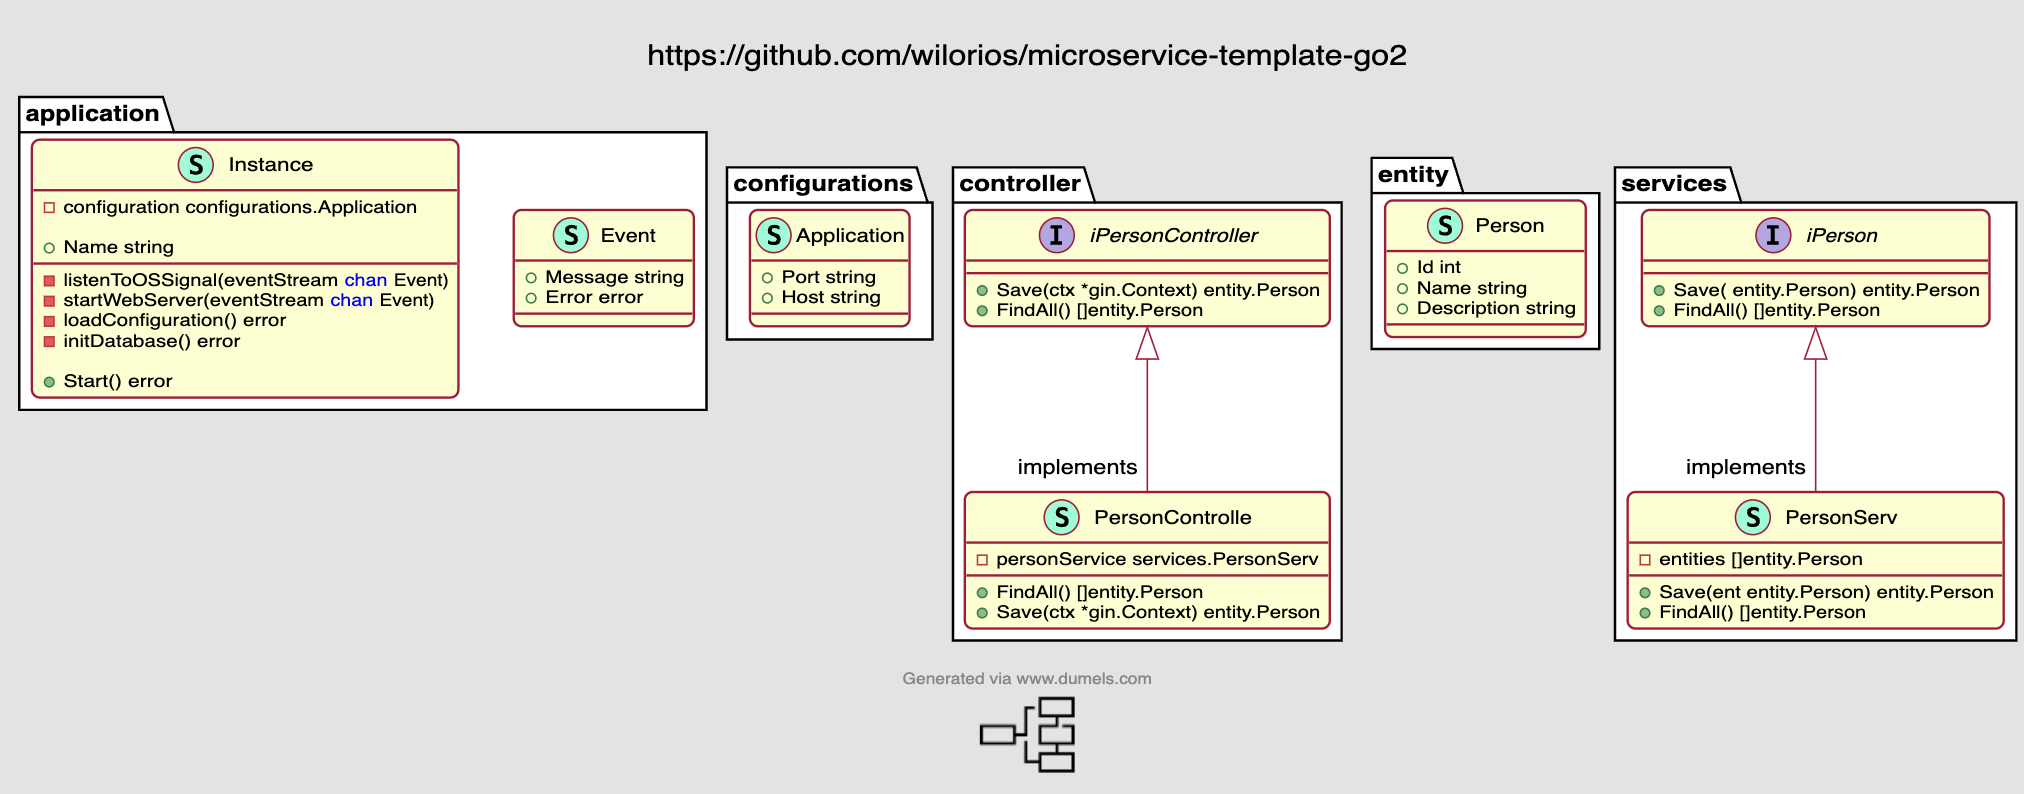 https://github.com/wilorios/microservice-template-go2
application
S Instance
configuration configurations.Application
Name string
listenToOSSignal(eventStream chan Event)
startWebServer(eventStream chan Event)
loadConfiguration() error
initDatabase() error
Start() error
S Event
Message string
Error error
configurations
S Application
Port string
Host string
controller
I iPersonController
Save(ctx *gin.Context) entity.Person
FindAll() []entity.Person
implements
S PersonControlle
personService services.PersonServ
FindAll() []entity.Person
Save(ctx *gin.Context) entity.Person
entity
S Person
Id int
Name string
Description string
services
I iPerson
Save( entity.Person) entity.Person
FindAll() []entity.Person
implements
S PersonServ
entities []entity.Person
Save(ent entity.Person) entity.Person
FindAll() []entity.Person
Generated via www.dumels.com